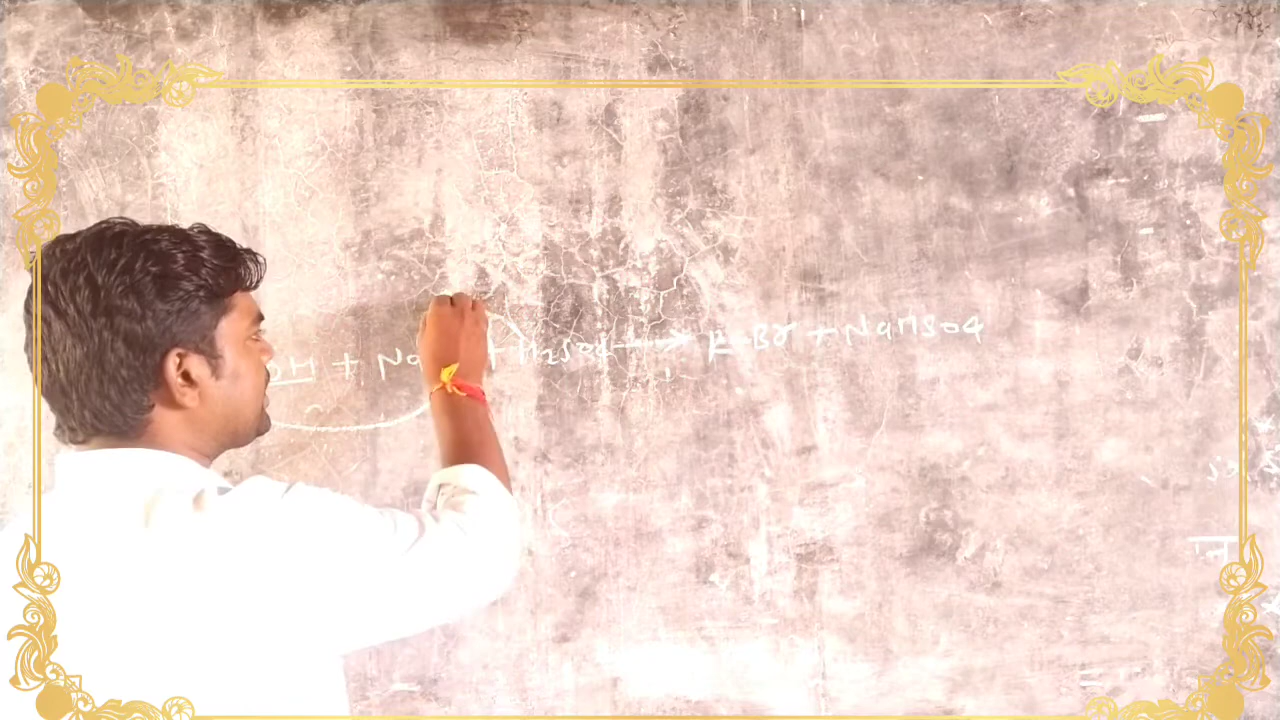 OH + Na + H2SO4 → R-Br + NaHSO4
न